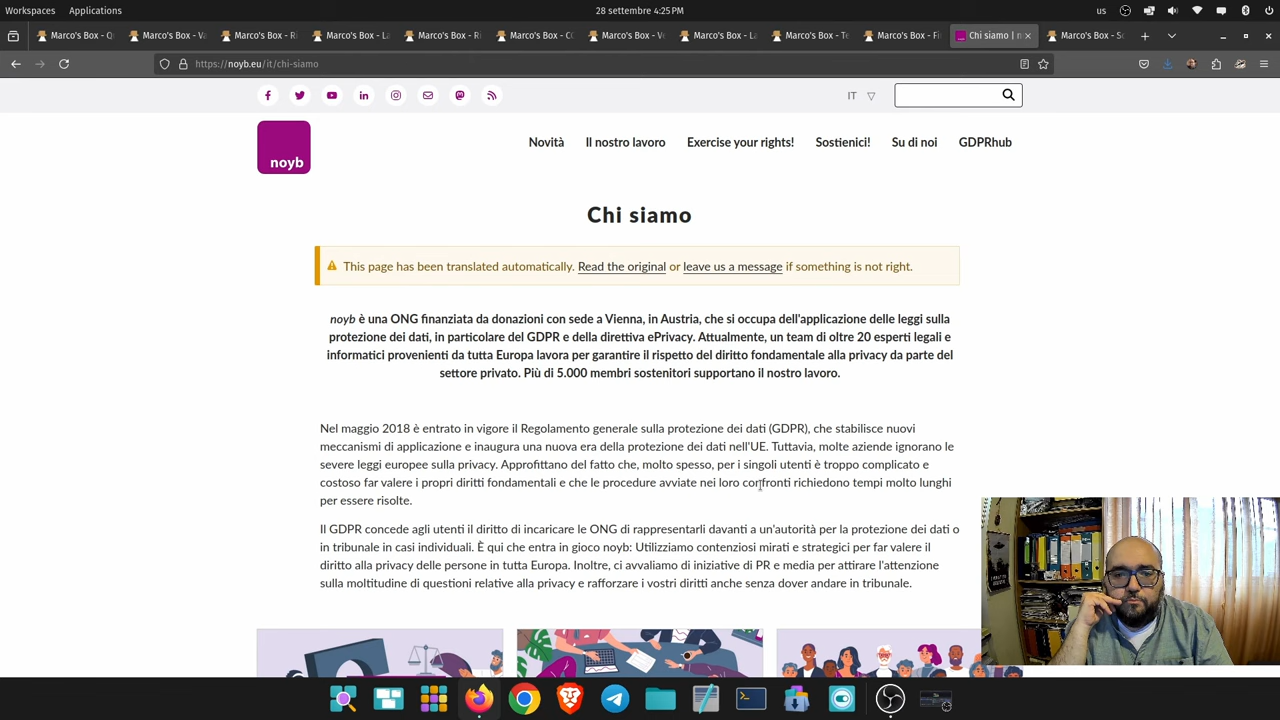 Workspaces Applications 28 settembre 4:25 PM us
Marco's Box - Q Marco's Box - Va Marco's Box - Ri Marco's Box - La Marco's Box - Ri Marco's Box - CO Marco's Box - Ve Marco's Box - La Marco's Box - Te Marco's Box - Fi Chi siamo | n Marco's Box - Sc
https://noyb.eu/it/chi-siamo
IT
noyb
Novità Il nostro lavoro Exercise your rights! Sostienici! Su di noi GDPRhub
Chi siamo
This page has been translated automatically. Read the original or leave us a message if something is not right.
noyb è una ONG finanziata da donazioni con sede a Vienna, in Austria, che si occupa dell'applicazione delle leggi sulla
protezione dei dati, in particolare del GDPR e della direttiva ePrivacy. Attualmente, un team di oltre 20 esperti legali e
informatici provenienti da tutta Europa lavora per garantire il rispetto del diritto fondamentale alla privacy da parte del
settore privato. Più di 5.000 membri sostenitori supportano il nostro lavoro.
Nel maggio 2018 è entrato in vigore il Regolamento generale sulla protezione dei dati (GDPR), che stabilisce nuovi
meccanismi di applicazione e inaugura una nuova era della protezione dei dati nell'UE. Tuttavia, molte aziende ignorano le
severe leggi europee sulla privacy. Approfittano del fatto che, molto spesso, per i singoli utenti è troppo complicato e
costoso far valere i propri diritti fondamentali e che le procedure avviate nei loro confronti richiedono tempi molto lunghi
per essere risolte.
Il GDPR concede agli utenti il diritto di incaricare le ONG di rappresentarli davanti a un'autorità per la protezione dei dati o
in tribunale in casi individuali. È qui che entra in gioco noyb: Utilizziamo contenziosi mirati e strategici per far valere il
diritto alla privacy delle persone in tutta Europa. Inoltre, ci avvaliamo di iniziative di PR e media per attirare l'attenzione
sulla moltitudine di questioni relative alla privacy e rafforzare i vostri diritti anche senza dover andare in tribunale.